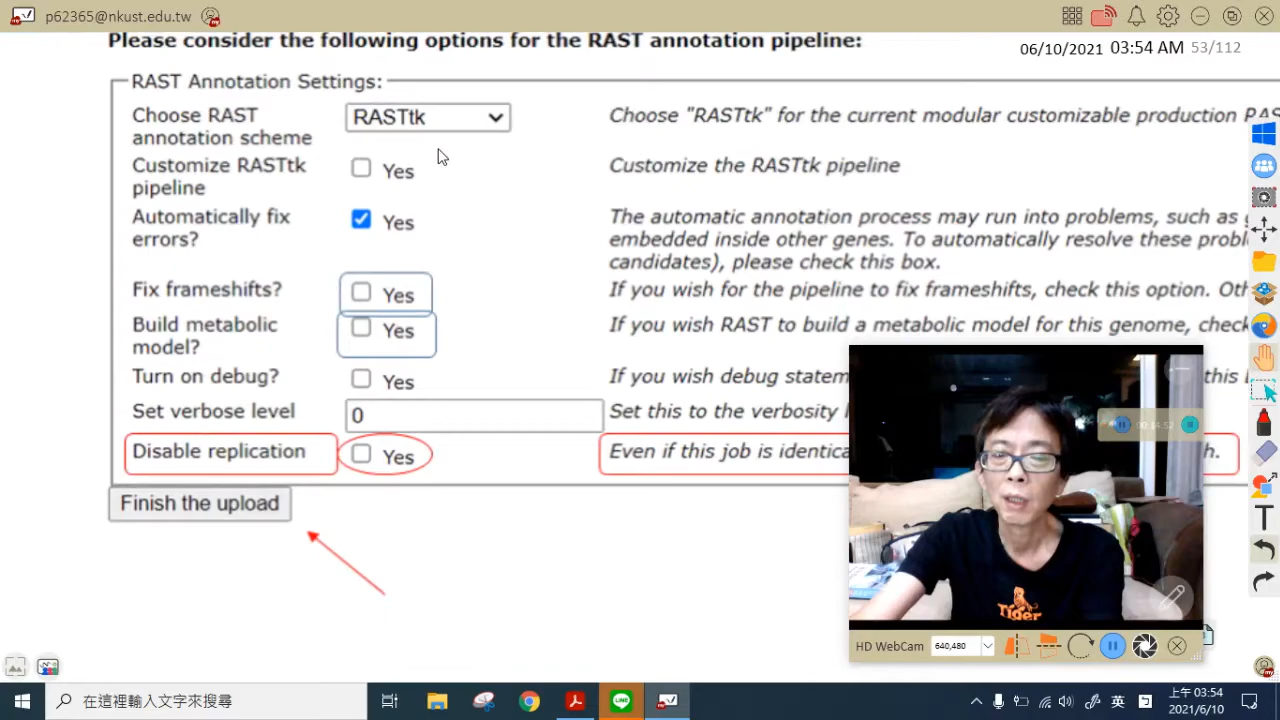 p62365@nkust.edu.tw
Please consider the following options for the RAST annotation pipeline:
06/10/2021 03:54 AM 53/112
RAST Annotation Settings:
Choose RAST annotation scheme
RASTtk
Choose "RASTtk" for the current modular customizable production RAS
Customize RASTtk pipeline
Yes
Customize the RASTtk pipeline
Automatically fix errors?
Yes
The automatic annotation process may run into problems, such as
embedded inside other genes. To automatically resolve these probl
candidates), please check this box.
Fix frameshifts?
Yes
If you wish for the pipeline to fix frameshifts, check this option. Ot
Build metabolic model?
Yes
If you wish RAST to build a metabolic model for this genome, check
Turn on debug?
Yes
If you wish debug statem
this
Set verbose level
0
Set this to the verbosity
Disable replication
Yes
Even if this job is identica
h.
Finish the upload
00:14:52
Tiger
HD WebCam
640,480
在這裡輸入文字來搜尋
英
上午 03:54
2021/6/10